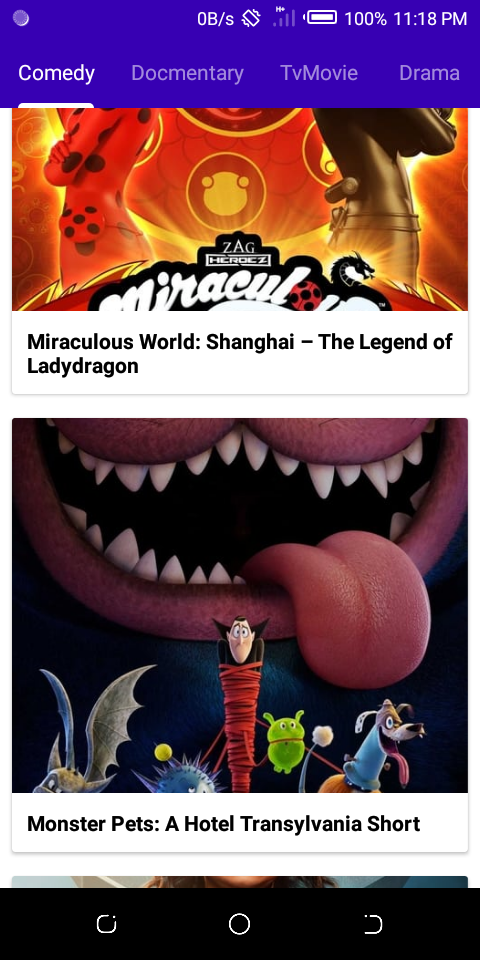 0B/s H+ 100% 11:18 PM
Comedy Docmentary TvMovie Drama
ZAG
HEROEZ
Miraculous
™
Miraculous World: Shanghai – The Legend of
Ladydragon
Monster Pets: A Hotel Transylvania Short